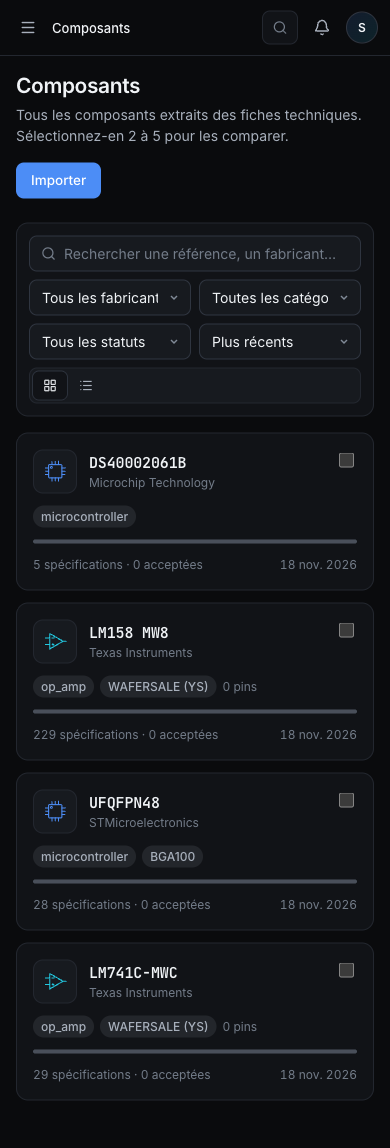 Composants
S
Composants
Tous les composants extraits des fiches techniques.
Sélectionnez-en 2 à 5 pour les comparer.
Importer
Rechercher une référence, un fabricant...
Tous les fabricant
Toutes les catégo
Tous les statuts
Plus récents
DS40002061B
Microchip Technology
microcontroller
5 spécifications · 0 acceptées
18 nov. 2026
LM158 MW8
Texas Instruments
op_amp WAFERSALE (YS) 0 pins
229 spécifications · 0 acceptées
18 nov. 2026
UFQFPN48
STMicroelectronics
microcontroller BGA100
28 spécifications · 0 acceptées
18 nov. 2026
LM741C-MWC
Texas Instruments
op_amp WAFERSALE (YS) 0 pins
29 spécifications · 0 acceptées
18 nov. 2026